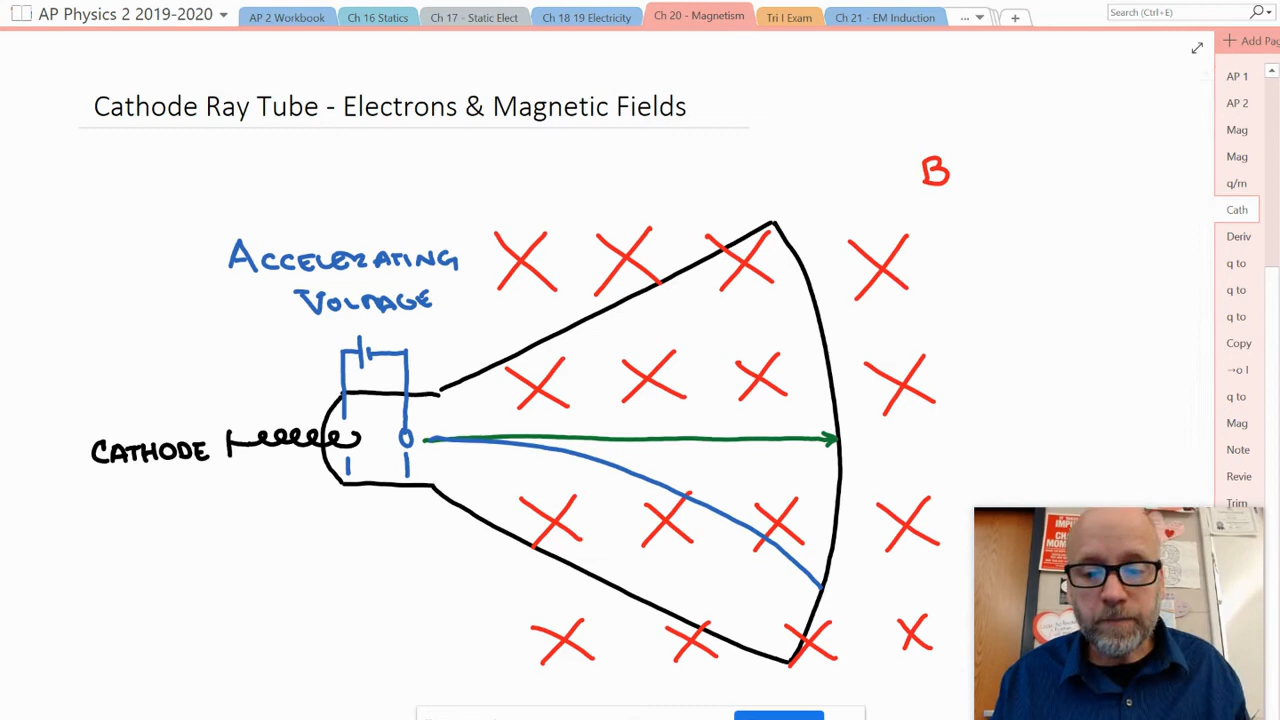 AP Physics 2 2019-2020
AP 2 Workbook
Ch 16 Statics
Ch 17 - Static Elect
Ch 18 19 Electricity
Ch 20 - Magnetism
Tri I Exam
Ch 21 - EM Induction
...
Search (Ctrl+E)
Add Pag
Cathode Ray Tube - Electrons & Magnetic Fields
B
ACCELERATING
VOLTAGE
CATHODE
AP 1
AP 2
Mag
Mag
q/m
Cath
Deriv
q to
q to
q to
Copy
→o I
q to
Mag
Note
Revie
Trim